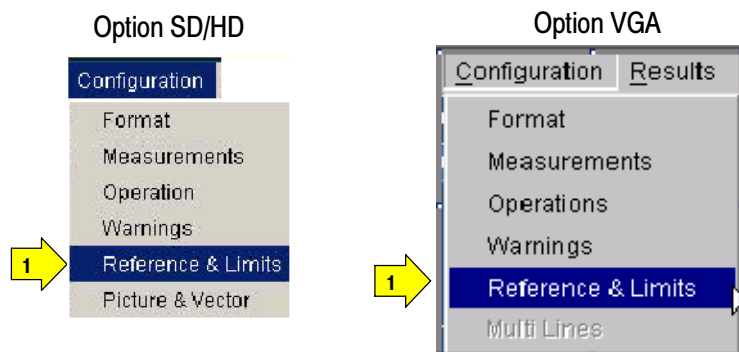 Option SD/HD
Configuration
Format
Measurements
Operation
Warnings
1
Reference & Limits
Picture & Vector
Option VGA
Configuration Results
Format
Measurements
Operations
Warnings
1
Reference & Limits
Multi Lines